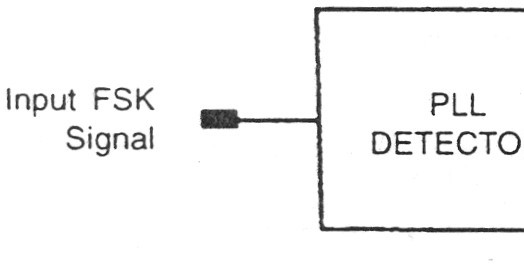 Input FSK
Signal
PLL
DETECTO